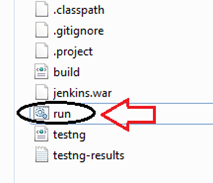 .classpath
.gitignore
.project
build
jenkins.war
run
testng
testng-results